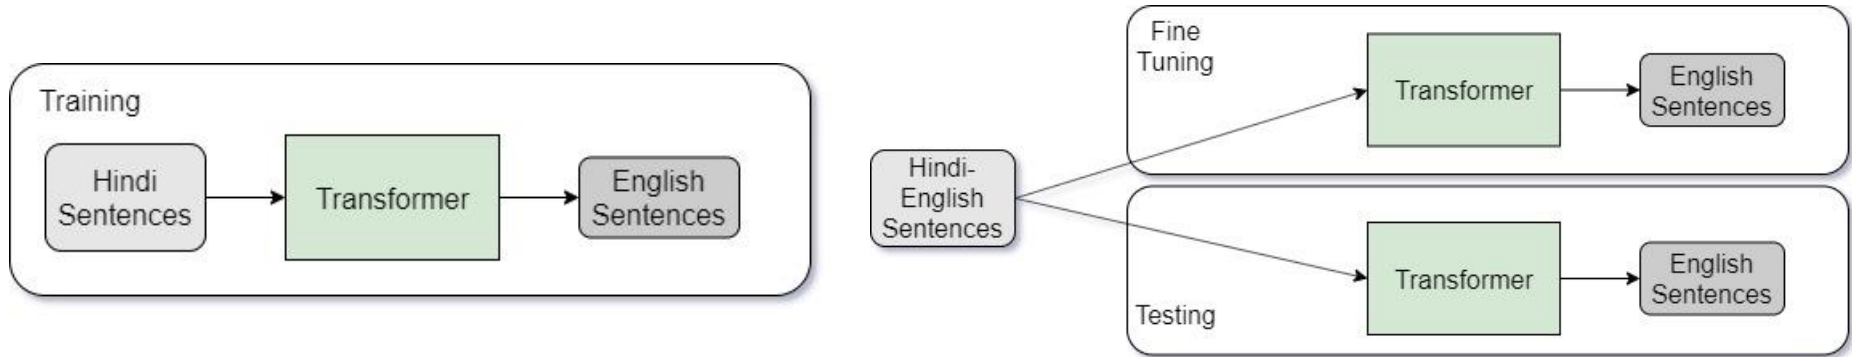 Training
Hindi
Sentences
Transformer
English
Sentences
Hindi-
English
Sentences
Fine
Tuning
Transformer
English
Sentences
Testing
Transformer
English
Sentences